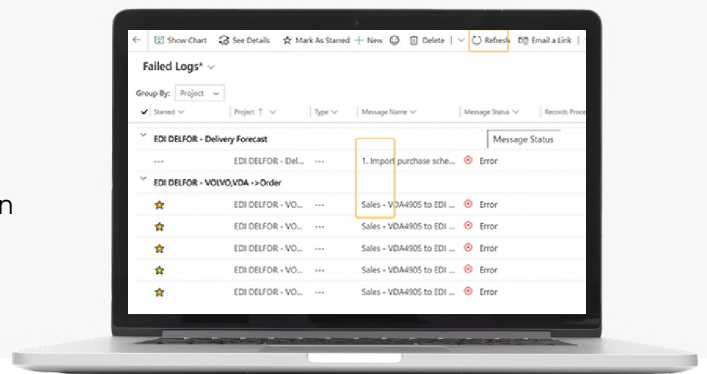 Show Chart See Details Mark As Starred New Delete Refresh Email a Link
Failed Logs*
Group By: Project
Starred Project ↑ Type Message Name Message Status Records Proce
EDI DELFOR - Delivery Forecast Message Status
... EDI DELFOR - Del... ... 1. Import purchase sche... Error
EDI DELFOR - VOLVO,VDA ->Order
n
EDI DELFOR - VO... ... Sales - VDA4905 to EDI ... Error
EDI DELFOR - VO... ... Sales - VDA4905 to EDI ... Error
EDI DELFOR - VO... ... Sales - VDA4905 to EDI ... Error
EDI DELFOR - VO... ... Sales - VDA4905 to EDI ... Error
EDI DELFOR - VO... ... Sales - VDA4905 to EDI ... Error